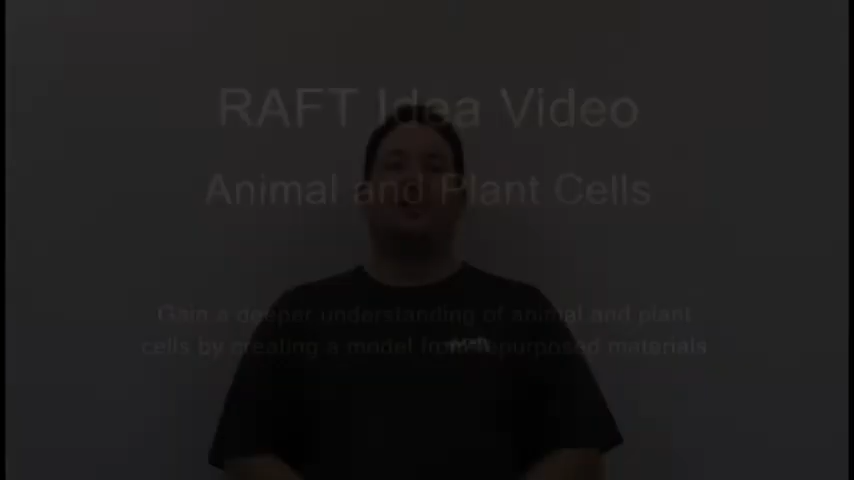 RAFT Idea Video
Animal and Plant Cells
Gain a deeper understanding of animal and plant
cells by creating a model from repurposed materials